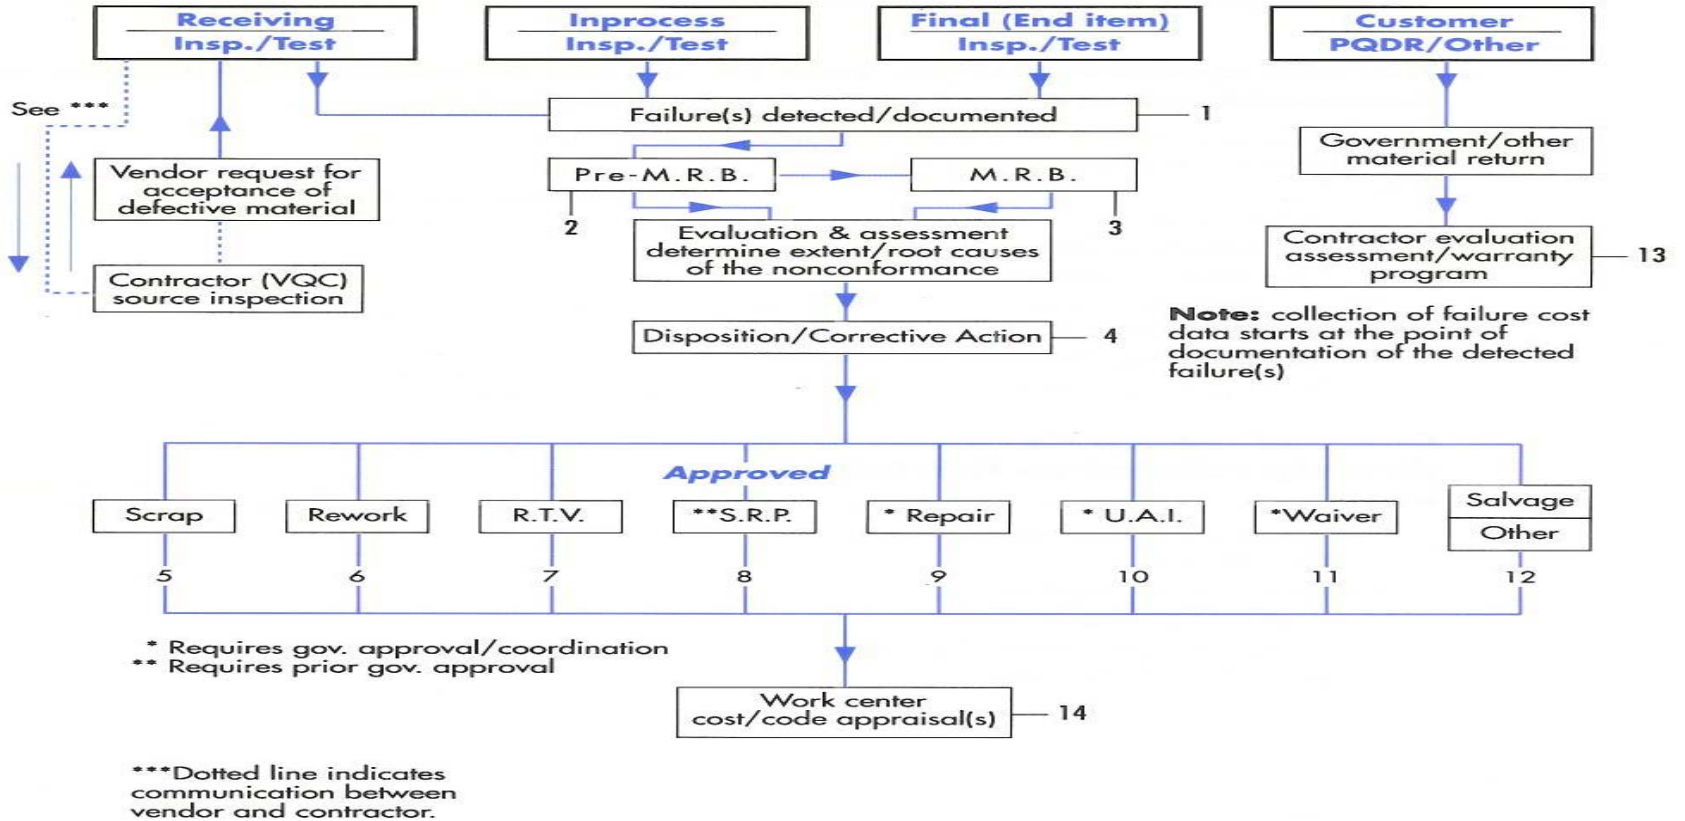 Receiving
Insp./Test
Inprocess
Insp./Test
Final (End item)
Insp./Test
Customer
PQDR/Other
See ***
Failure(s) detected/documented
1
Government/other
material return
Vendor request for
acceptance of
defective material
Pre-M.R.B.
M.R.B.
2
3
Evaluation & assessment
determine extent/root causes
of the nonconformance
Contractor evaluation
assessment/warranty
program
13
Contractor (VQC)
source inspection
Note: collection of failure cost
data starts at the point of
documentation of the detected
failure(s)
Disposition/Corrective Action
4
Approved
Scrap
Rework
R.T.V.
**S.R.P.
* Repair
* U.A.I.
*Waiver
Salvage
Other
5
6
7
8
9
10
11
12
* Requires gov. approval/coordination
** Requires prior gov. approval
Work center
cost/code appraisal(s)
14
***Dotted line indicates
communication between
vendor and contractor.